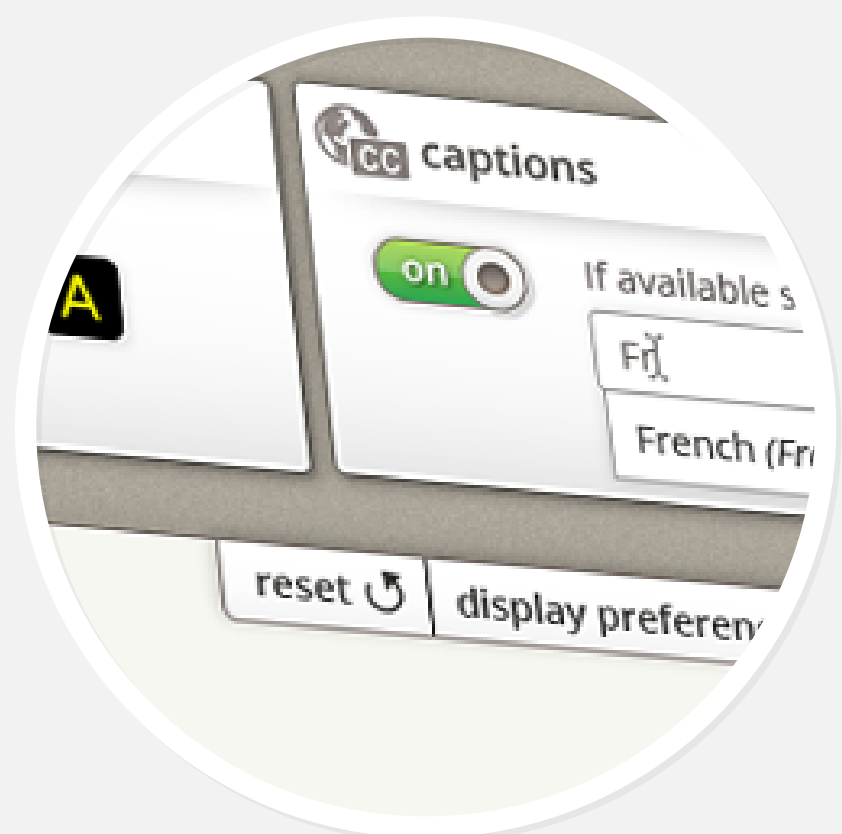 CC captions
on
If available s
A
Fr
French (Fr
reset
display preferen